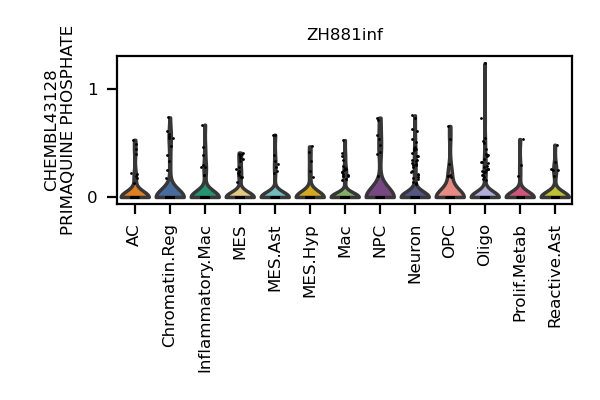 ZH881inf
CHEMBL43128
PRIMAQUINE PHOSPHATE
1
0
AC
Chromatin.Reg
Inflammatory.Mac
MES
MES.Ast
MES.Hyp
Mac
NPC
Neuron
OPC
Oligo
Prolif.Metab
Reactive.Ast